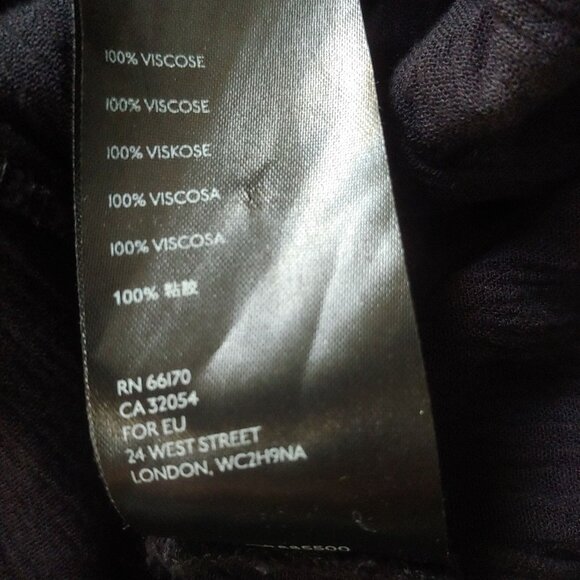 100% VISCOSE
100% VISCOSE
100% VISKOSE
100% VISCOSA
100% VISCOSA
100% 粘胶
RN 66170
CA 32054
FOR EU
24 WEST STREET
LONDON, WC2H9NA